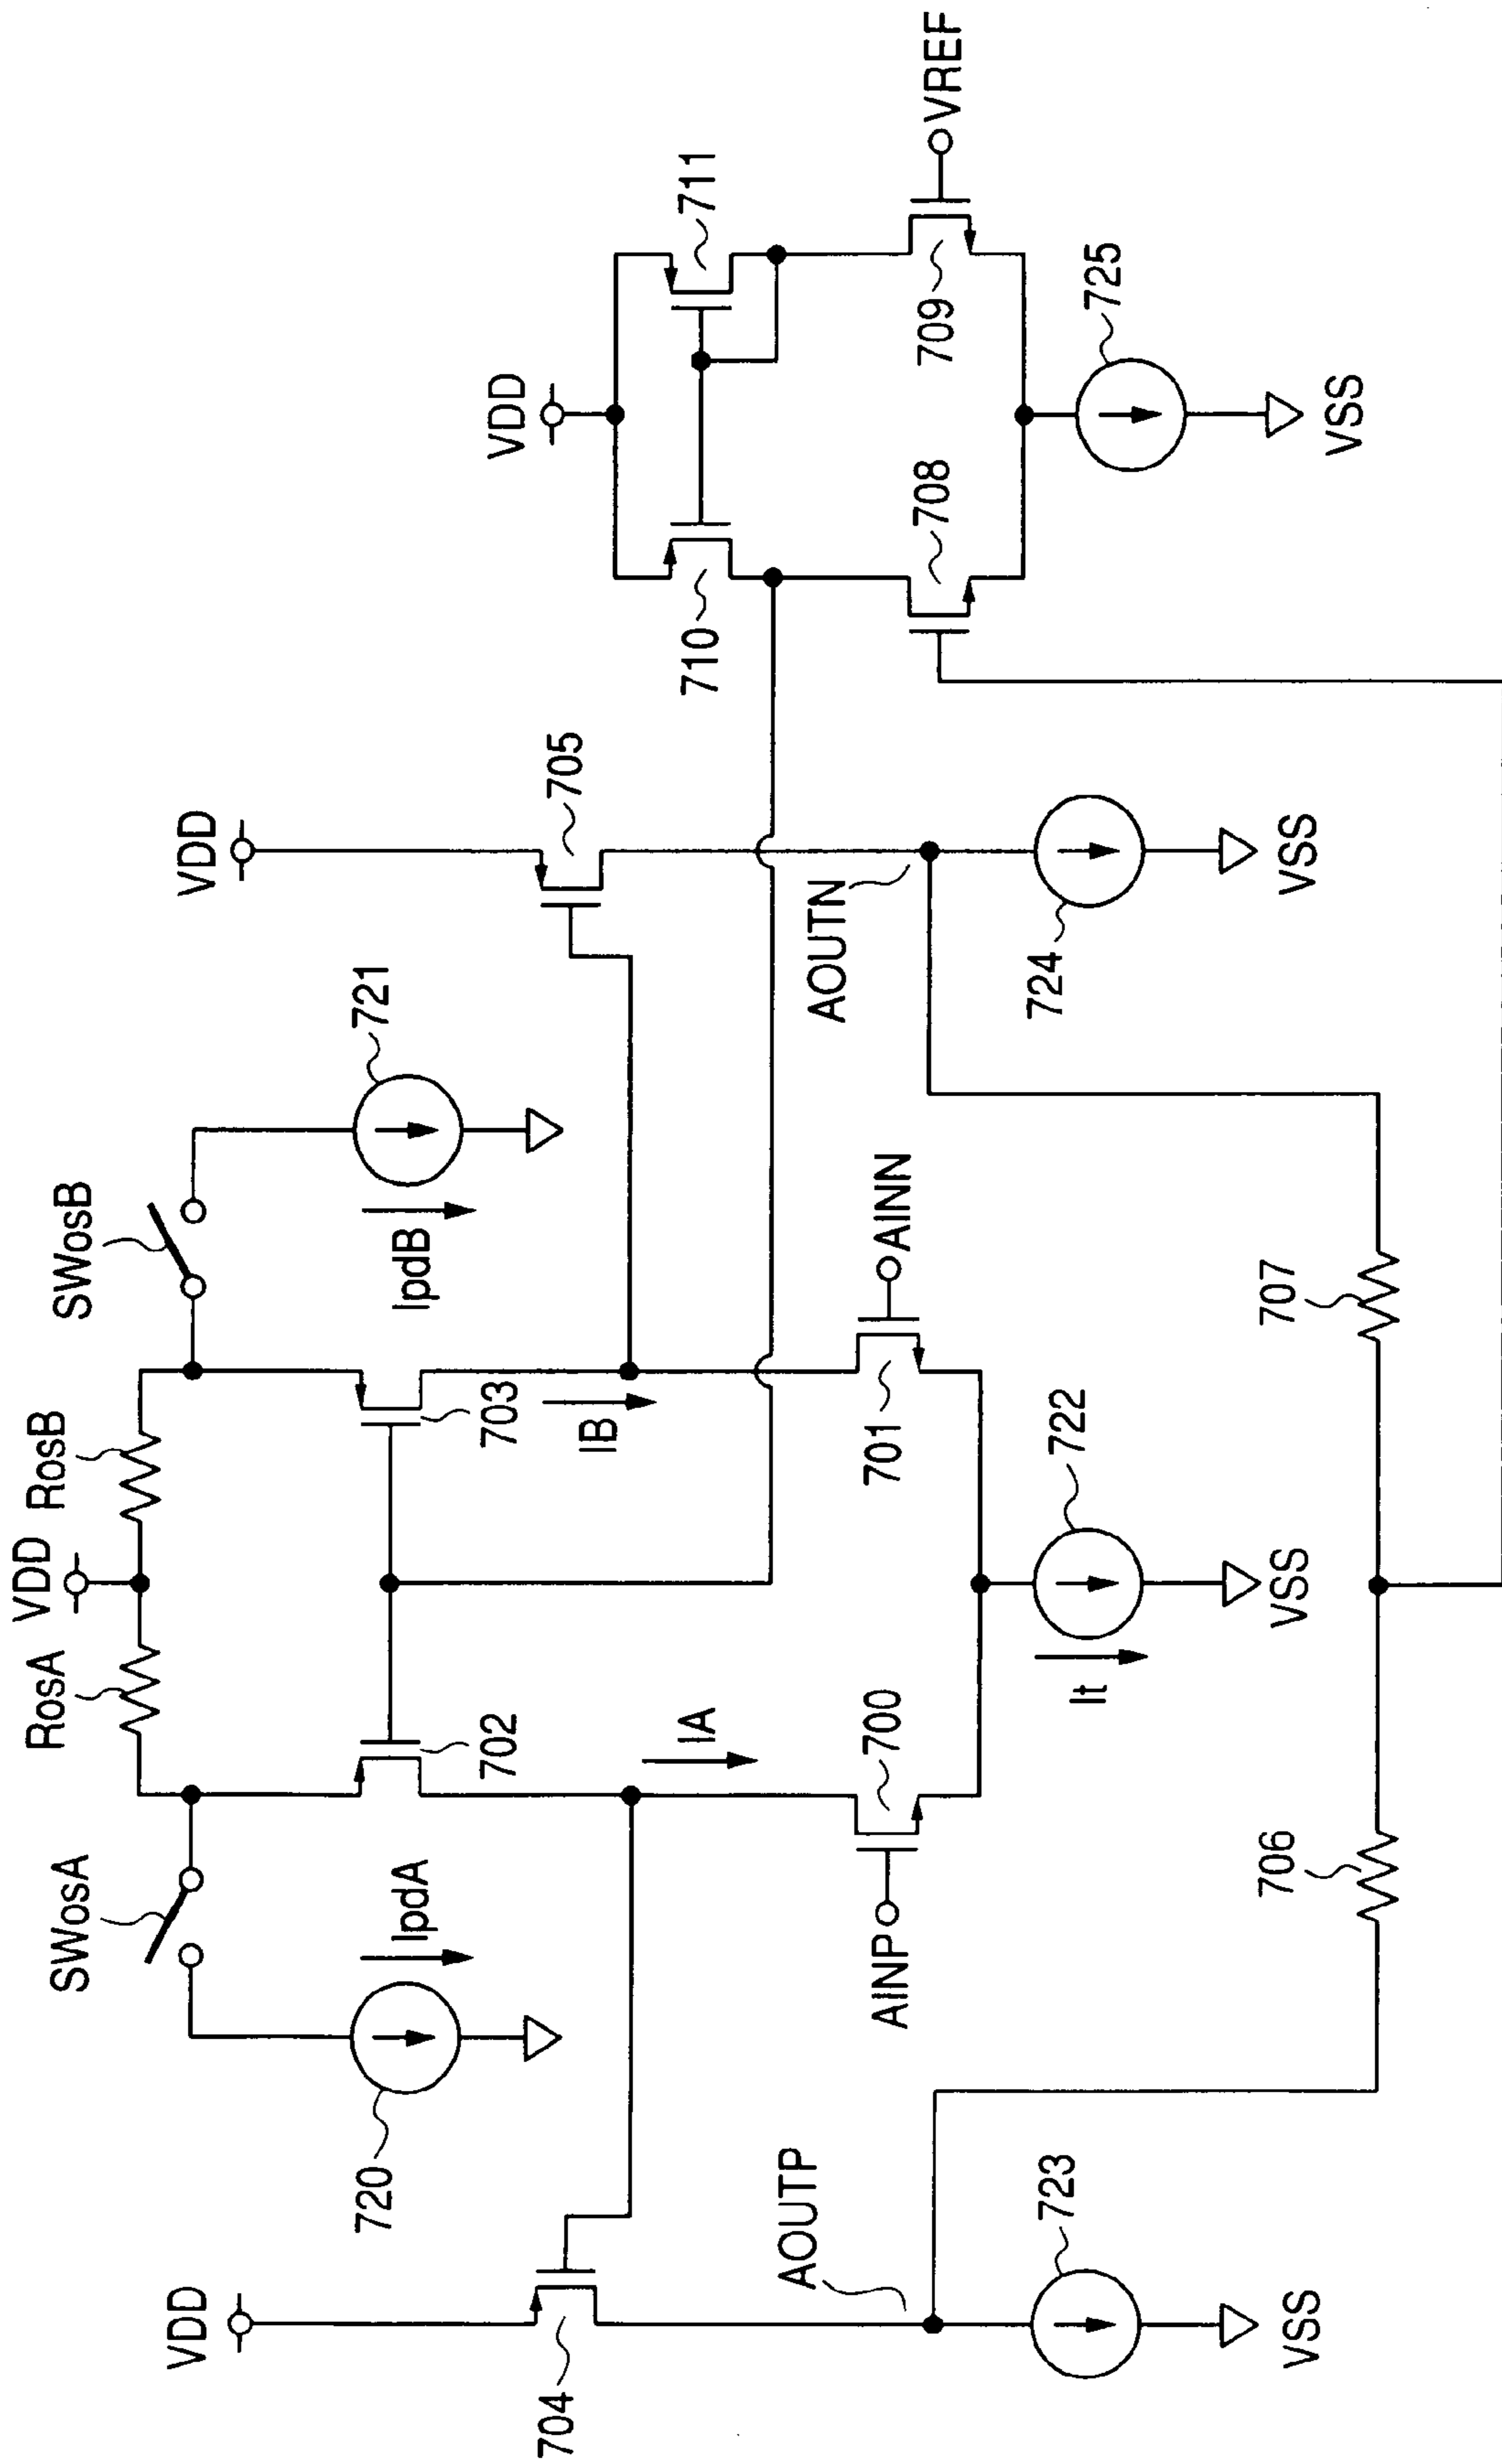 VDD
RosA
RosB
SWosA
SWosB
VDD
VDD
VDD
720
IpdA
702
703
IpdB
721
705
710
711
704
IA
IB
AOUTP
AINP
700
701
AINN
AOUTN
708
709
VREF
723
It
722
724
725
VSS
VSS
VSS
VSS
706
707